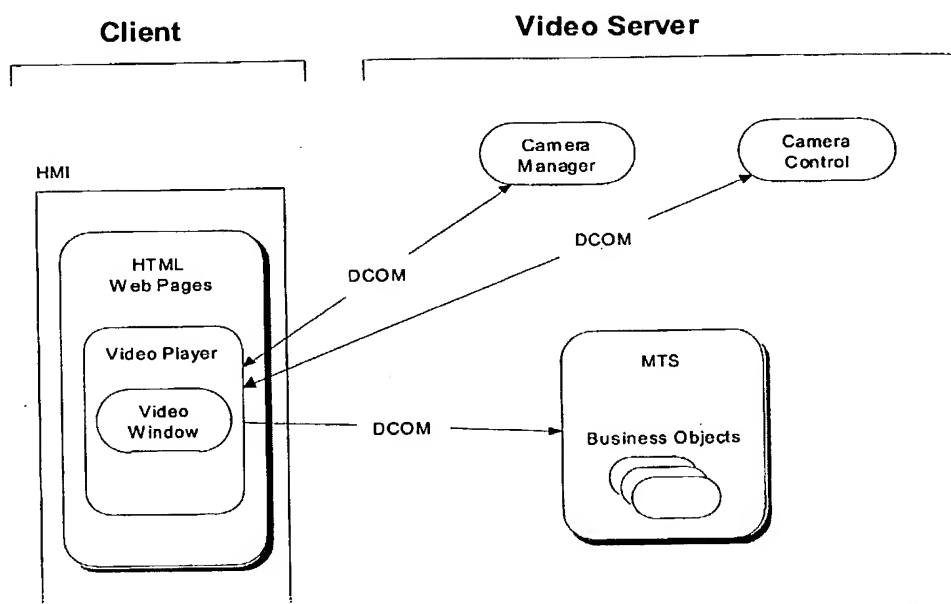 Client
Video Server
Camera
Manager
Camera
Control
HMI
DCOM
HTML
Web Pages
DCOM
Video Player
MTS
Video
Window
DCOM
Business Objects